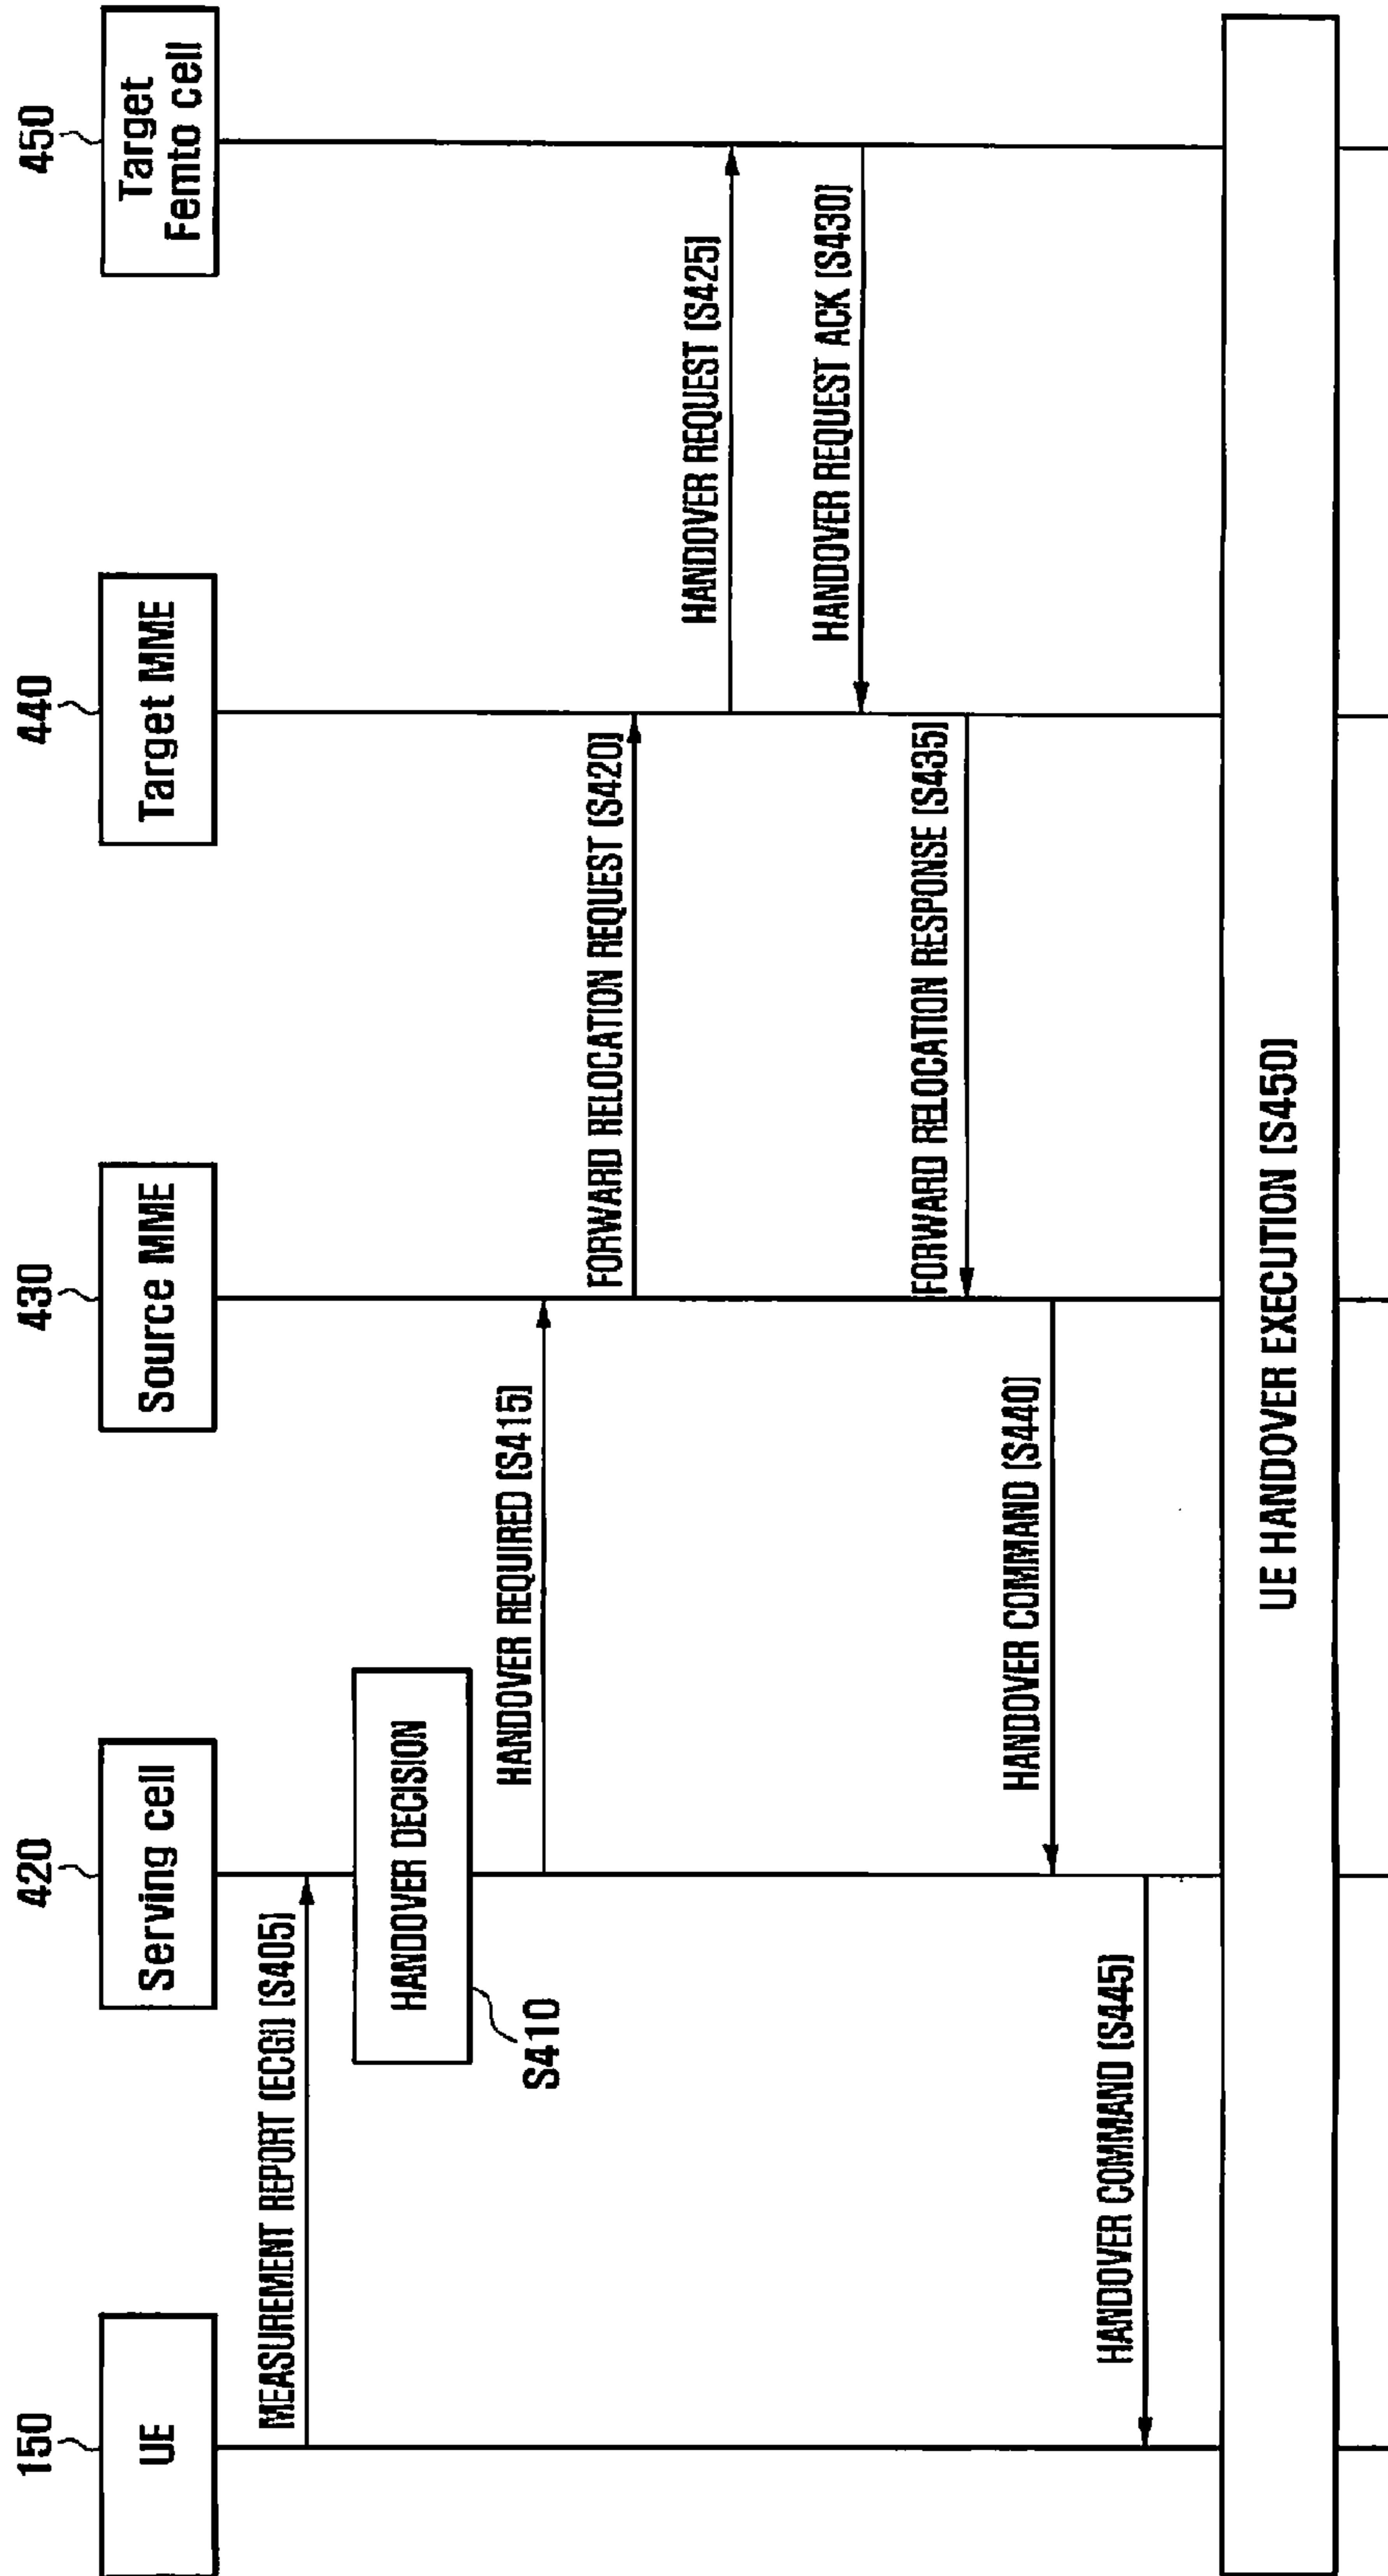 150
UE
420
Serving cell
430
Source MME
440
Target MME
450
Target
Femto cell
MEASUREMENT REPORT (ECGI) [S405]
HANDOVER DECISION
S410
HANDOVER REQUIRED [S415]
FORWARD RELOCATION REQUEST [S420]
HANDOVER REQUEST [S425]
HANDOVER REQUEST ACK [S430]
FORWARD RELOCATION RESPONSE [S435]
HANDOVER COMMAND [S440]
HANDOVER COMMAND [S445]
UE HANDOVER EXECUTION [S450]